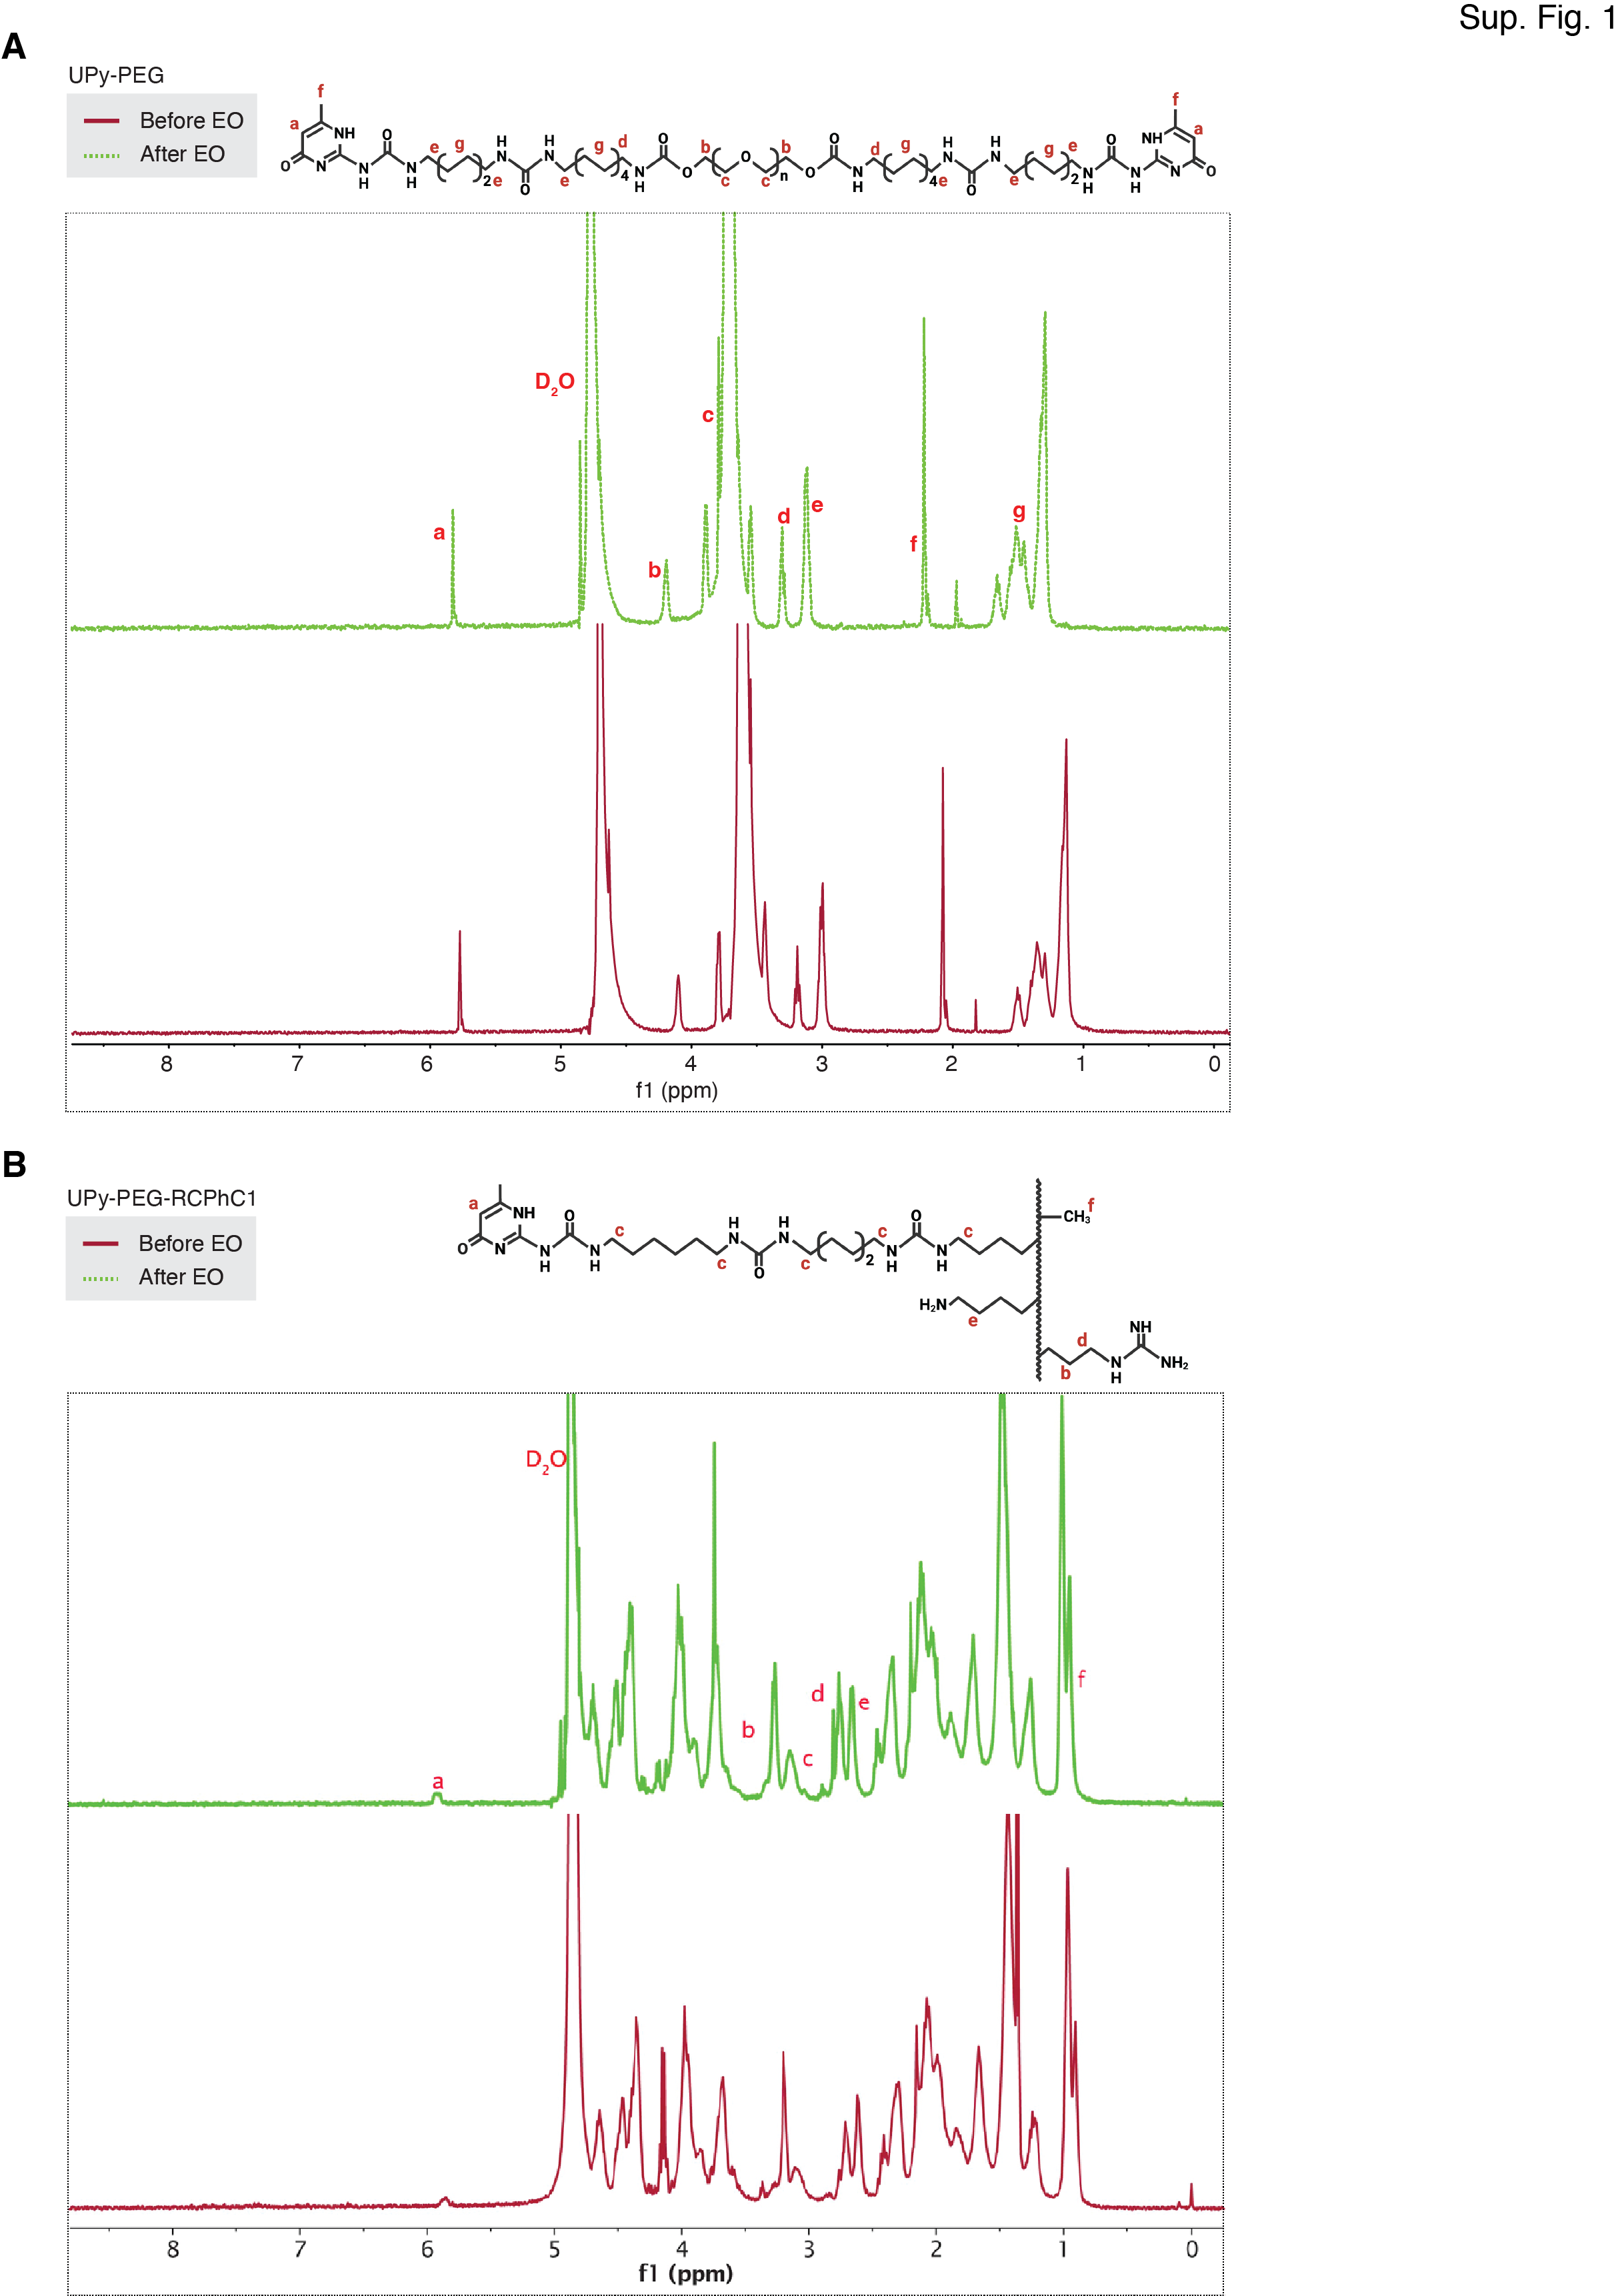 Sup. Fig. 1
A
UPy-PEG
Before EO
After EO
f
a
NH
O
N
N
H
O
N
H
e
g
2
e
H
N
O
H
N
e
g
4
d
N
H
O
O
b
c
O
c
n
b
O
O
N
H
d
g
4
e
H
N
O
H
N
e
g
2
e
N
H
O
N
H
NH
N
f
a
O
D2O
a
b
c
d
e
f
g
8 7 6 5 4 3 2 1 0
f1 (ppm)
B
UPy-PEG-RCPhC1
Before EO
After EO
a
NH
O
N
N
H
O
N
H
c
c
H
N
O
H
N
c
2
c
N
H
O
N
H
c
CH3
f
H2N
e
b
d
N
H
NH
NH2
D2O
a
b
c
d
e
f
8 7 6 5 4 3 2 1 0
f1 (ppm)